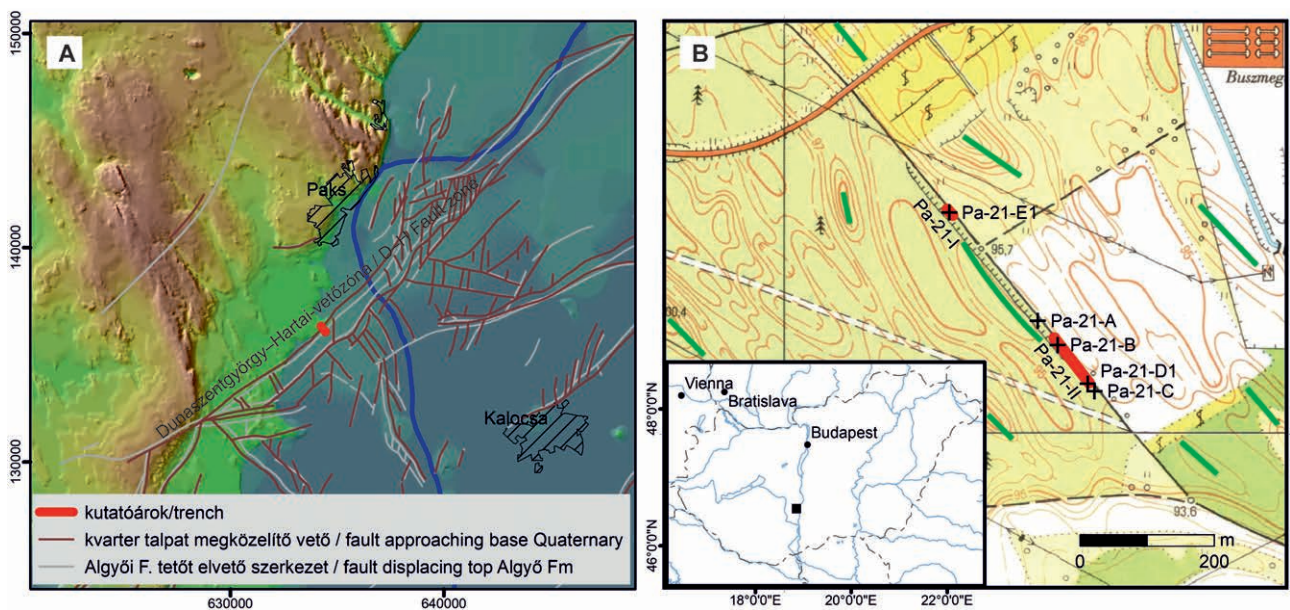 A
150000
140000
130000
630000
640000
Paks
Kalocsa
Dunaszentgyörgy–Hartai-vetőzóna / D–H Fault zone
kutatóárok/trench
kvarter talpat megközelítő vető / fault approaching base Quaternary
Algyői F. tetőt elvető szerkezet / fault displacing top Algyő Fm
B
Buszmeg
Pa-21-E1
Pa-21-I
95,7
Pa-21-A
Pa-21-B
Pa-21-D1
Pa-21-C
Pa-21-II
93,6
0
200
m
Vienna
Bratislava
Budapest
48°0'0"N
46°0'0"N
18°0'0"E
20°0'0"E
22°0'0"E